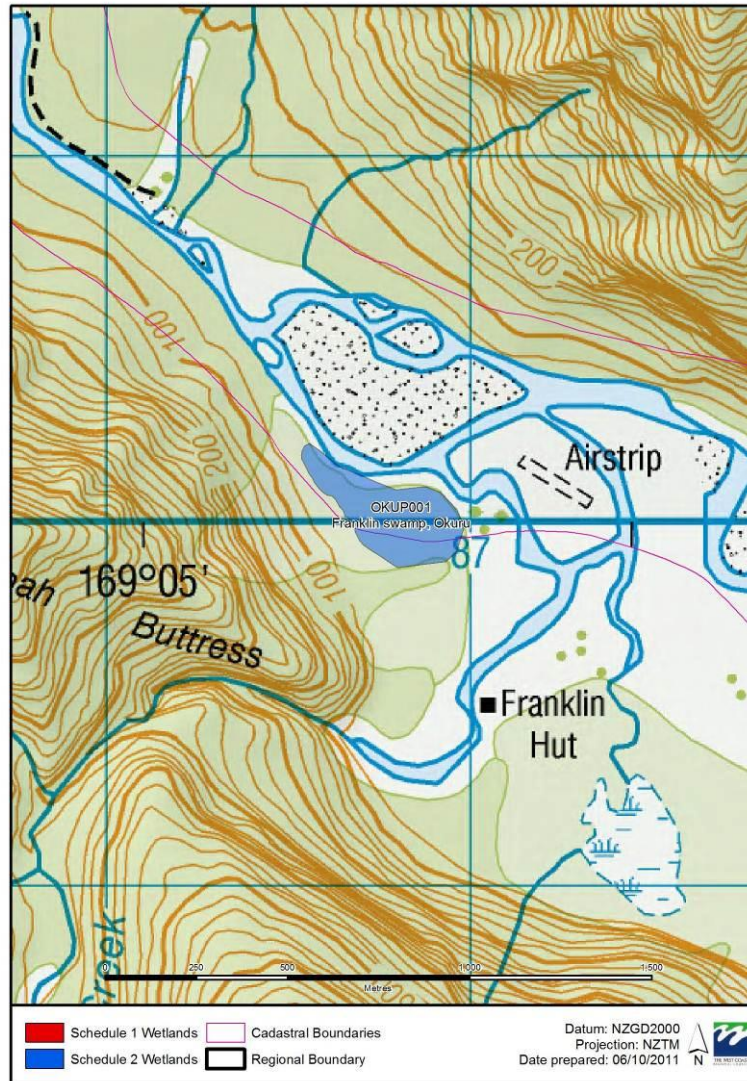 200
100
200
Airstrip
OKUP001
Franklin swamp, Okuru
87
169°05'
100
Buttress
Franklin
Hut
Creek
0 250 500 1000 1:500
Metres
Schedule 1 Wetlands
Cadastral Boundaries
Schedule 2 Wetlands
Regional Boundary
Datum: NZGD2000
Projection: NZTM
Date prepared: 06/10/2011
N